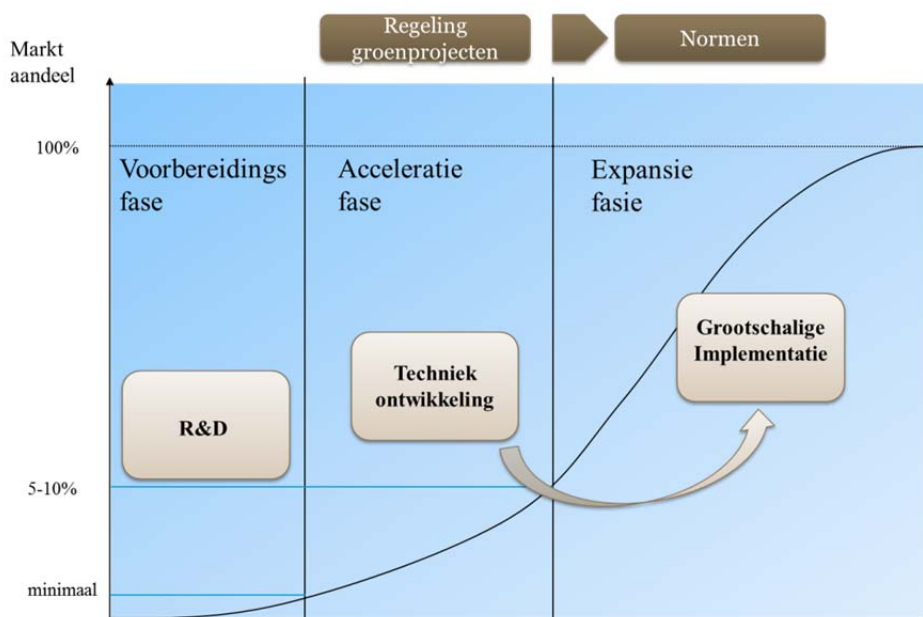 Regeling
groenprojecten
Normen
Markt
aandeel
100%
Voorbereidings
fase
Acceleratie
fase
Expansie
fasie
Grootschalige
Implementatie
Techniek
ontwikkeling
R&D
5-10%
minimaal